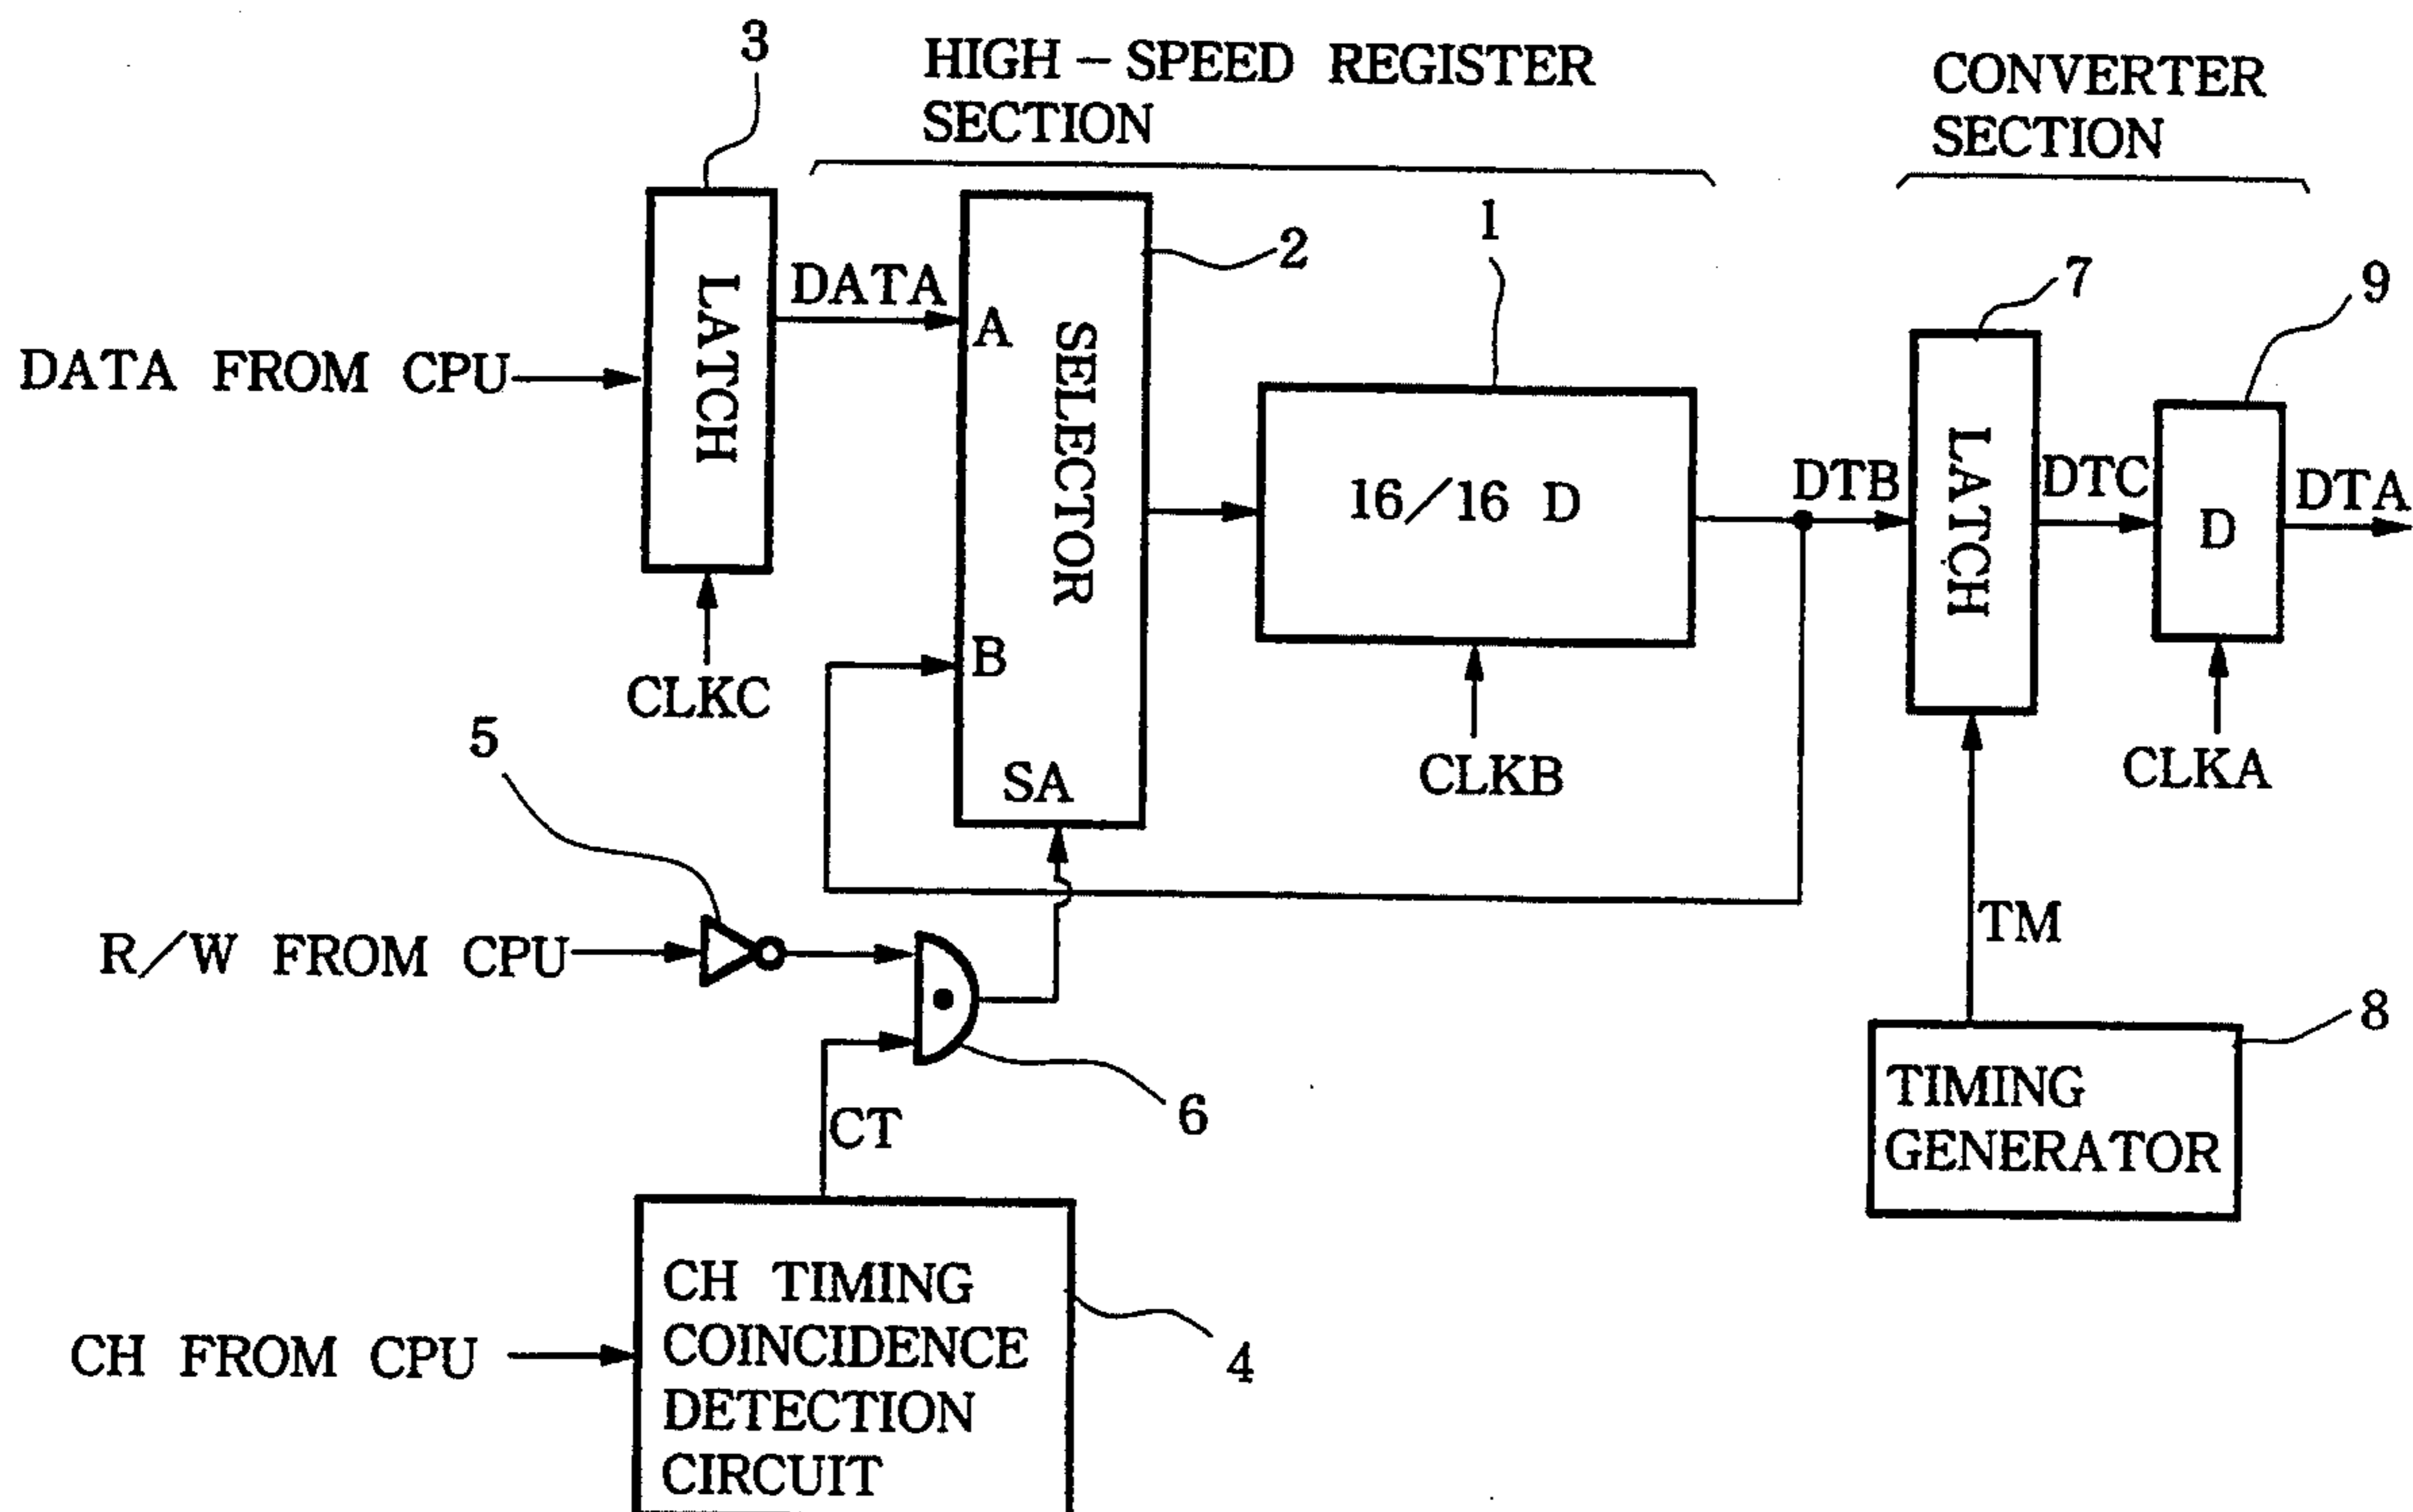 3
HIGH-SPEED REGISTER
SECTION
CONVERTER
SECTION
1
2
7
9
LATCH
DATA
A
SELECTOR
DATA FROM CPU
16/16 D
DTB
LATCH
DTC
D
DTA
B
CLKC
5
SA
CLKB
CLKA
R/W FROM CPU
TM
8
6
CT
TIMING
GENERATOR
CH TIMING
COINCIDENCE
DETECTION
CIRCUIT
CH FROM CPU
4